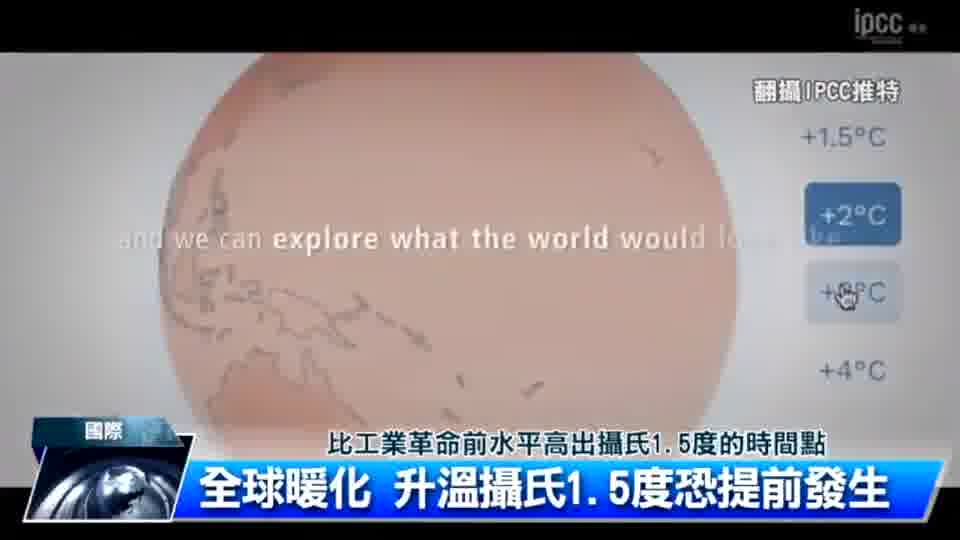 ipcc
翻攝IPCC推特
+1.5°C
+2°C
and we can explore what the world would
°C
+4°C
國際
比工業革命前水平高出攝氏1.5度的時間點
全球暖化 升溫攝氏1.5度恐提前發生